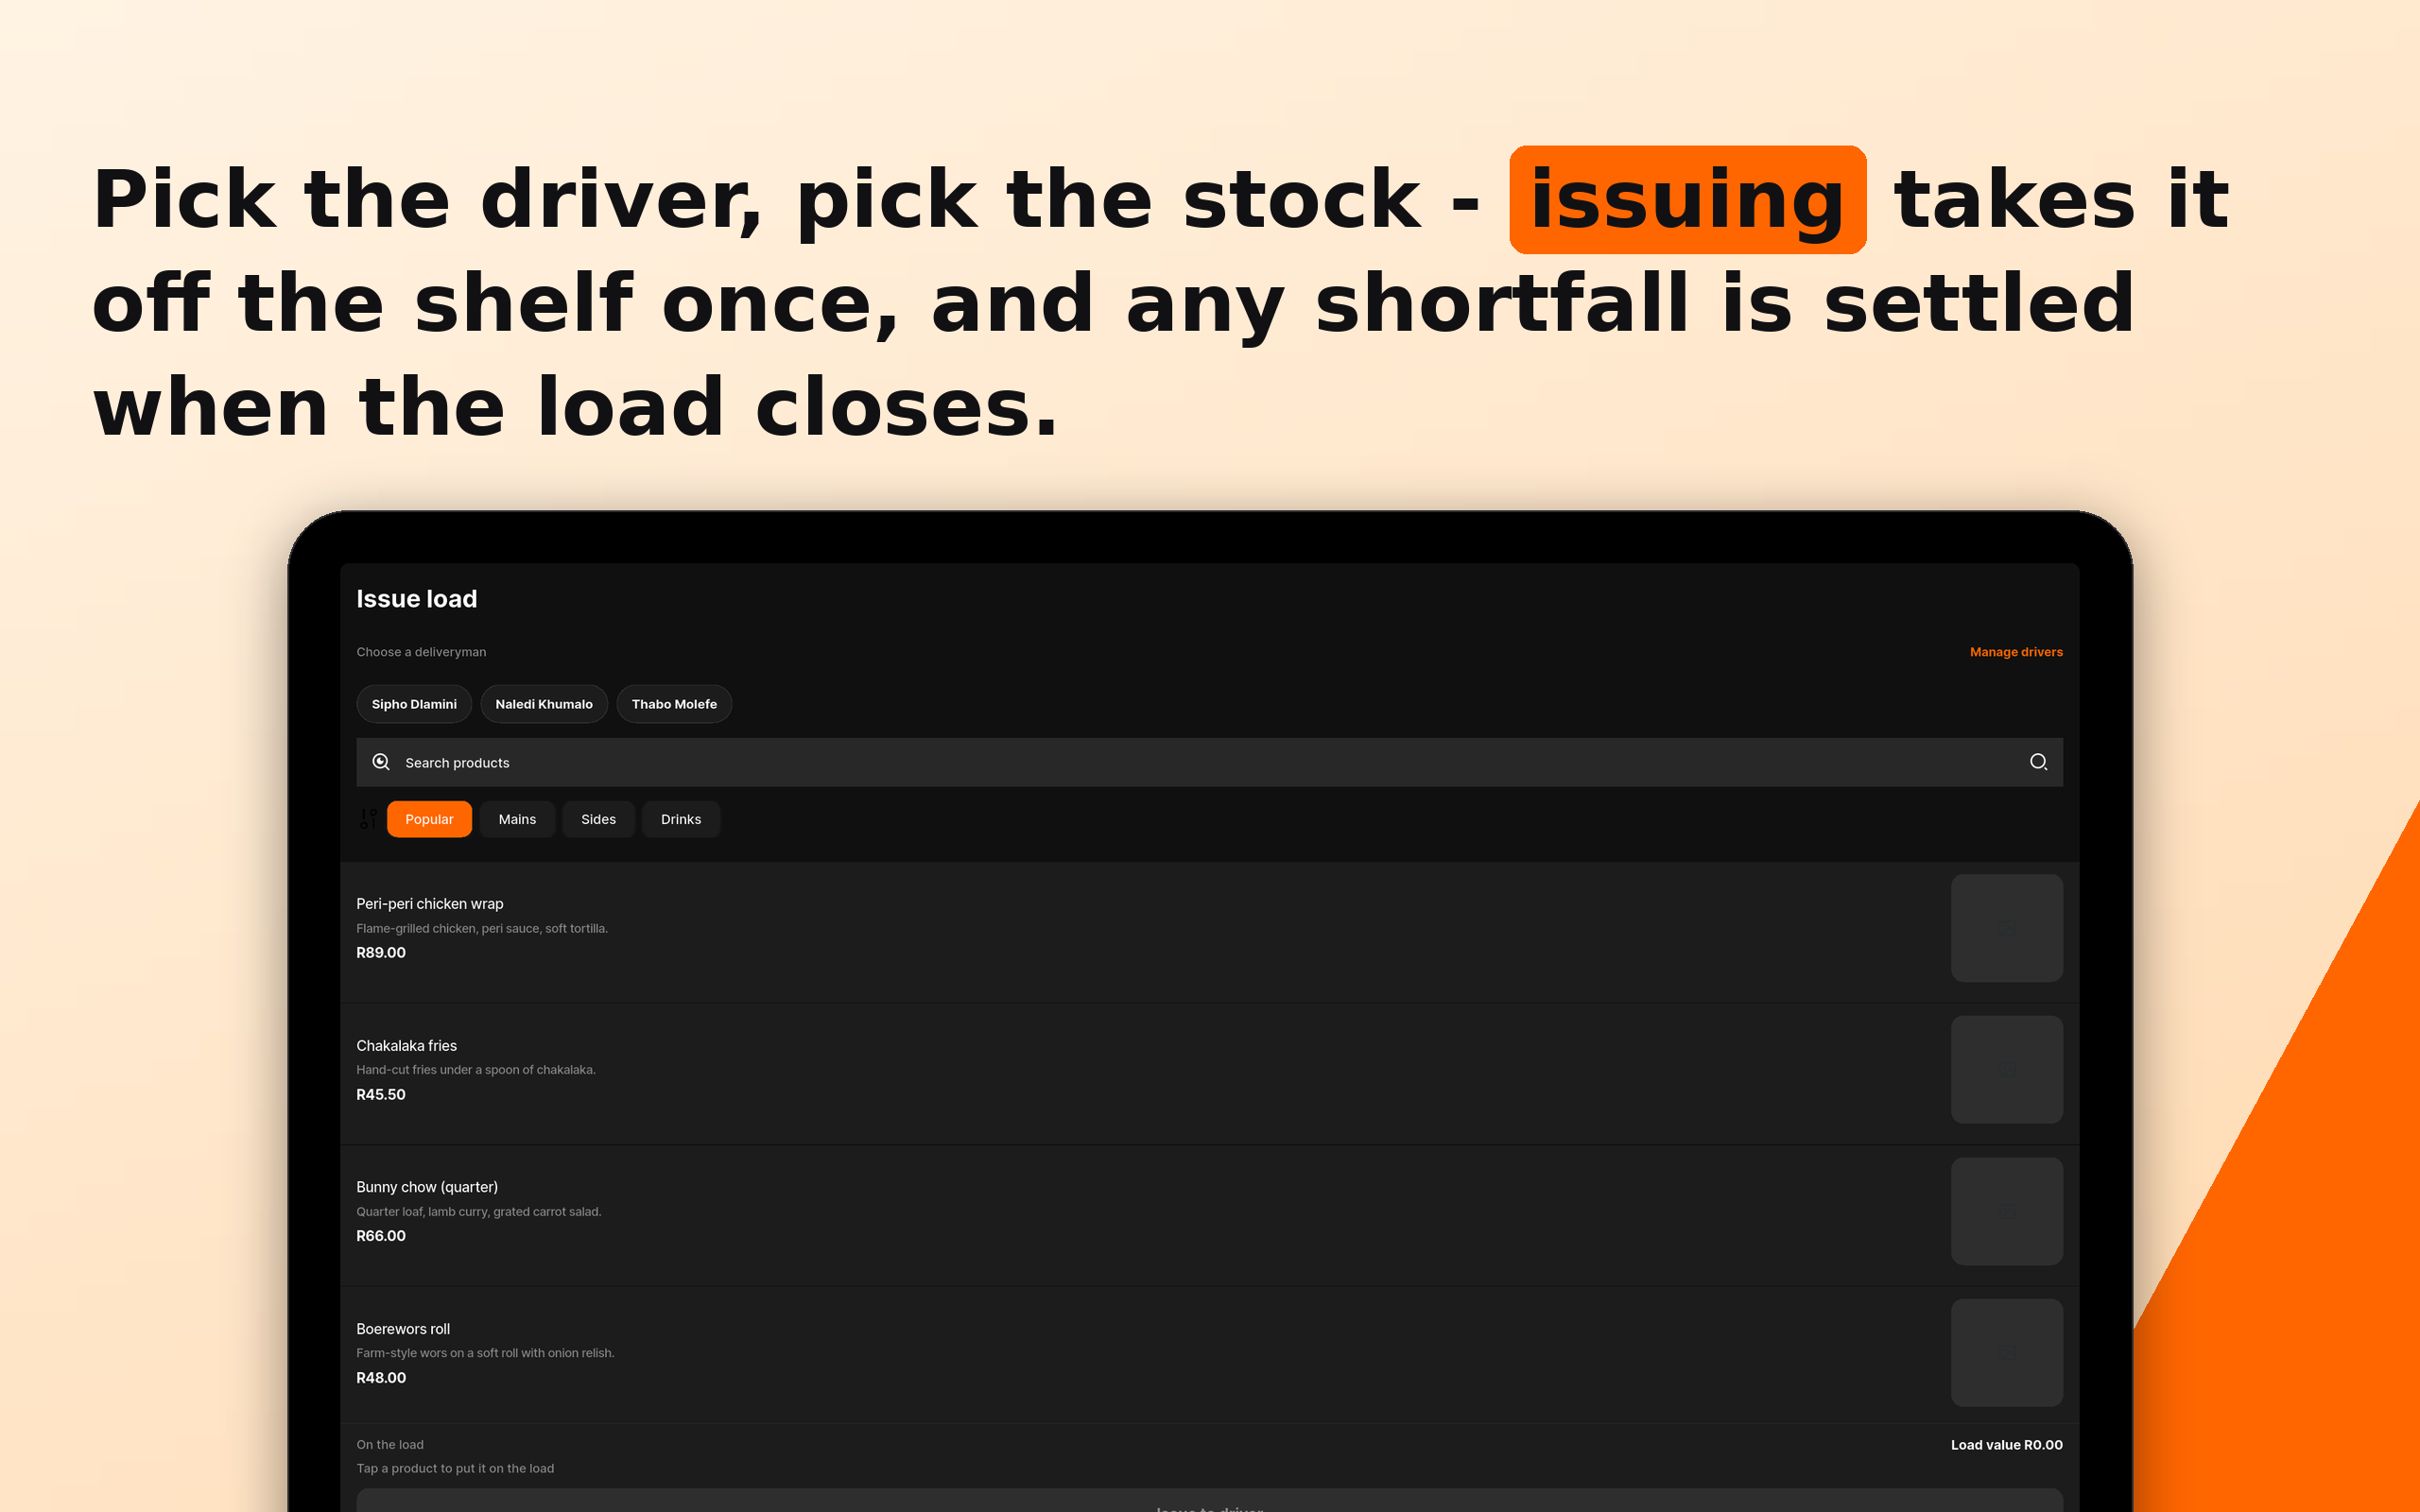 Pick the driver, pick the stock - issuing takes it
off the shelf once, and any shortfall is settled
when the load closes.
Issue load
Choose a deliveryman
Manage drivers
Sipho Dlamini
Naledi Khumalo
Thabo Molefe
Search products
Popular
Mains
Sides
Drinks
Peri-peri chicken wrap
Flame-grilled chicken, peri sauce, soft tortilla.
R89.00
Chakalaka fries
Hand-cut fries under a spoon of chakalaka.
R45.50
Bunny chow (quarter)
Quarter loaf, lamb curry, grated carrot salad.
R66.00
Boerewors roll
Farm-style wors on a soft roll with onion relish.
R48.00
On the load
Load value R0.00
Tap a product to put it on the load